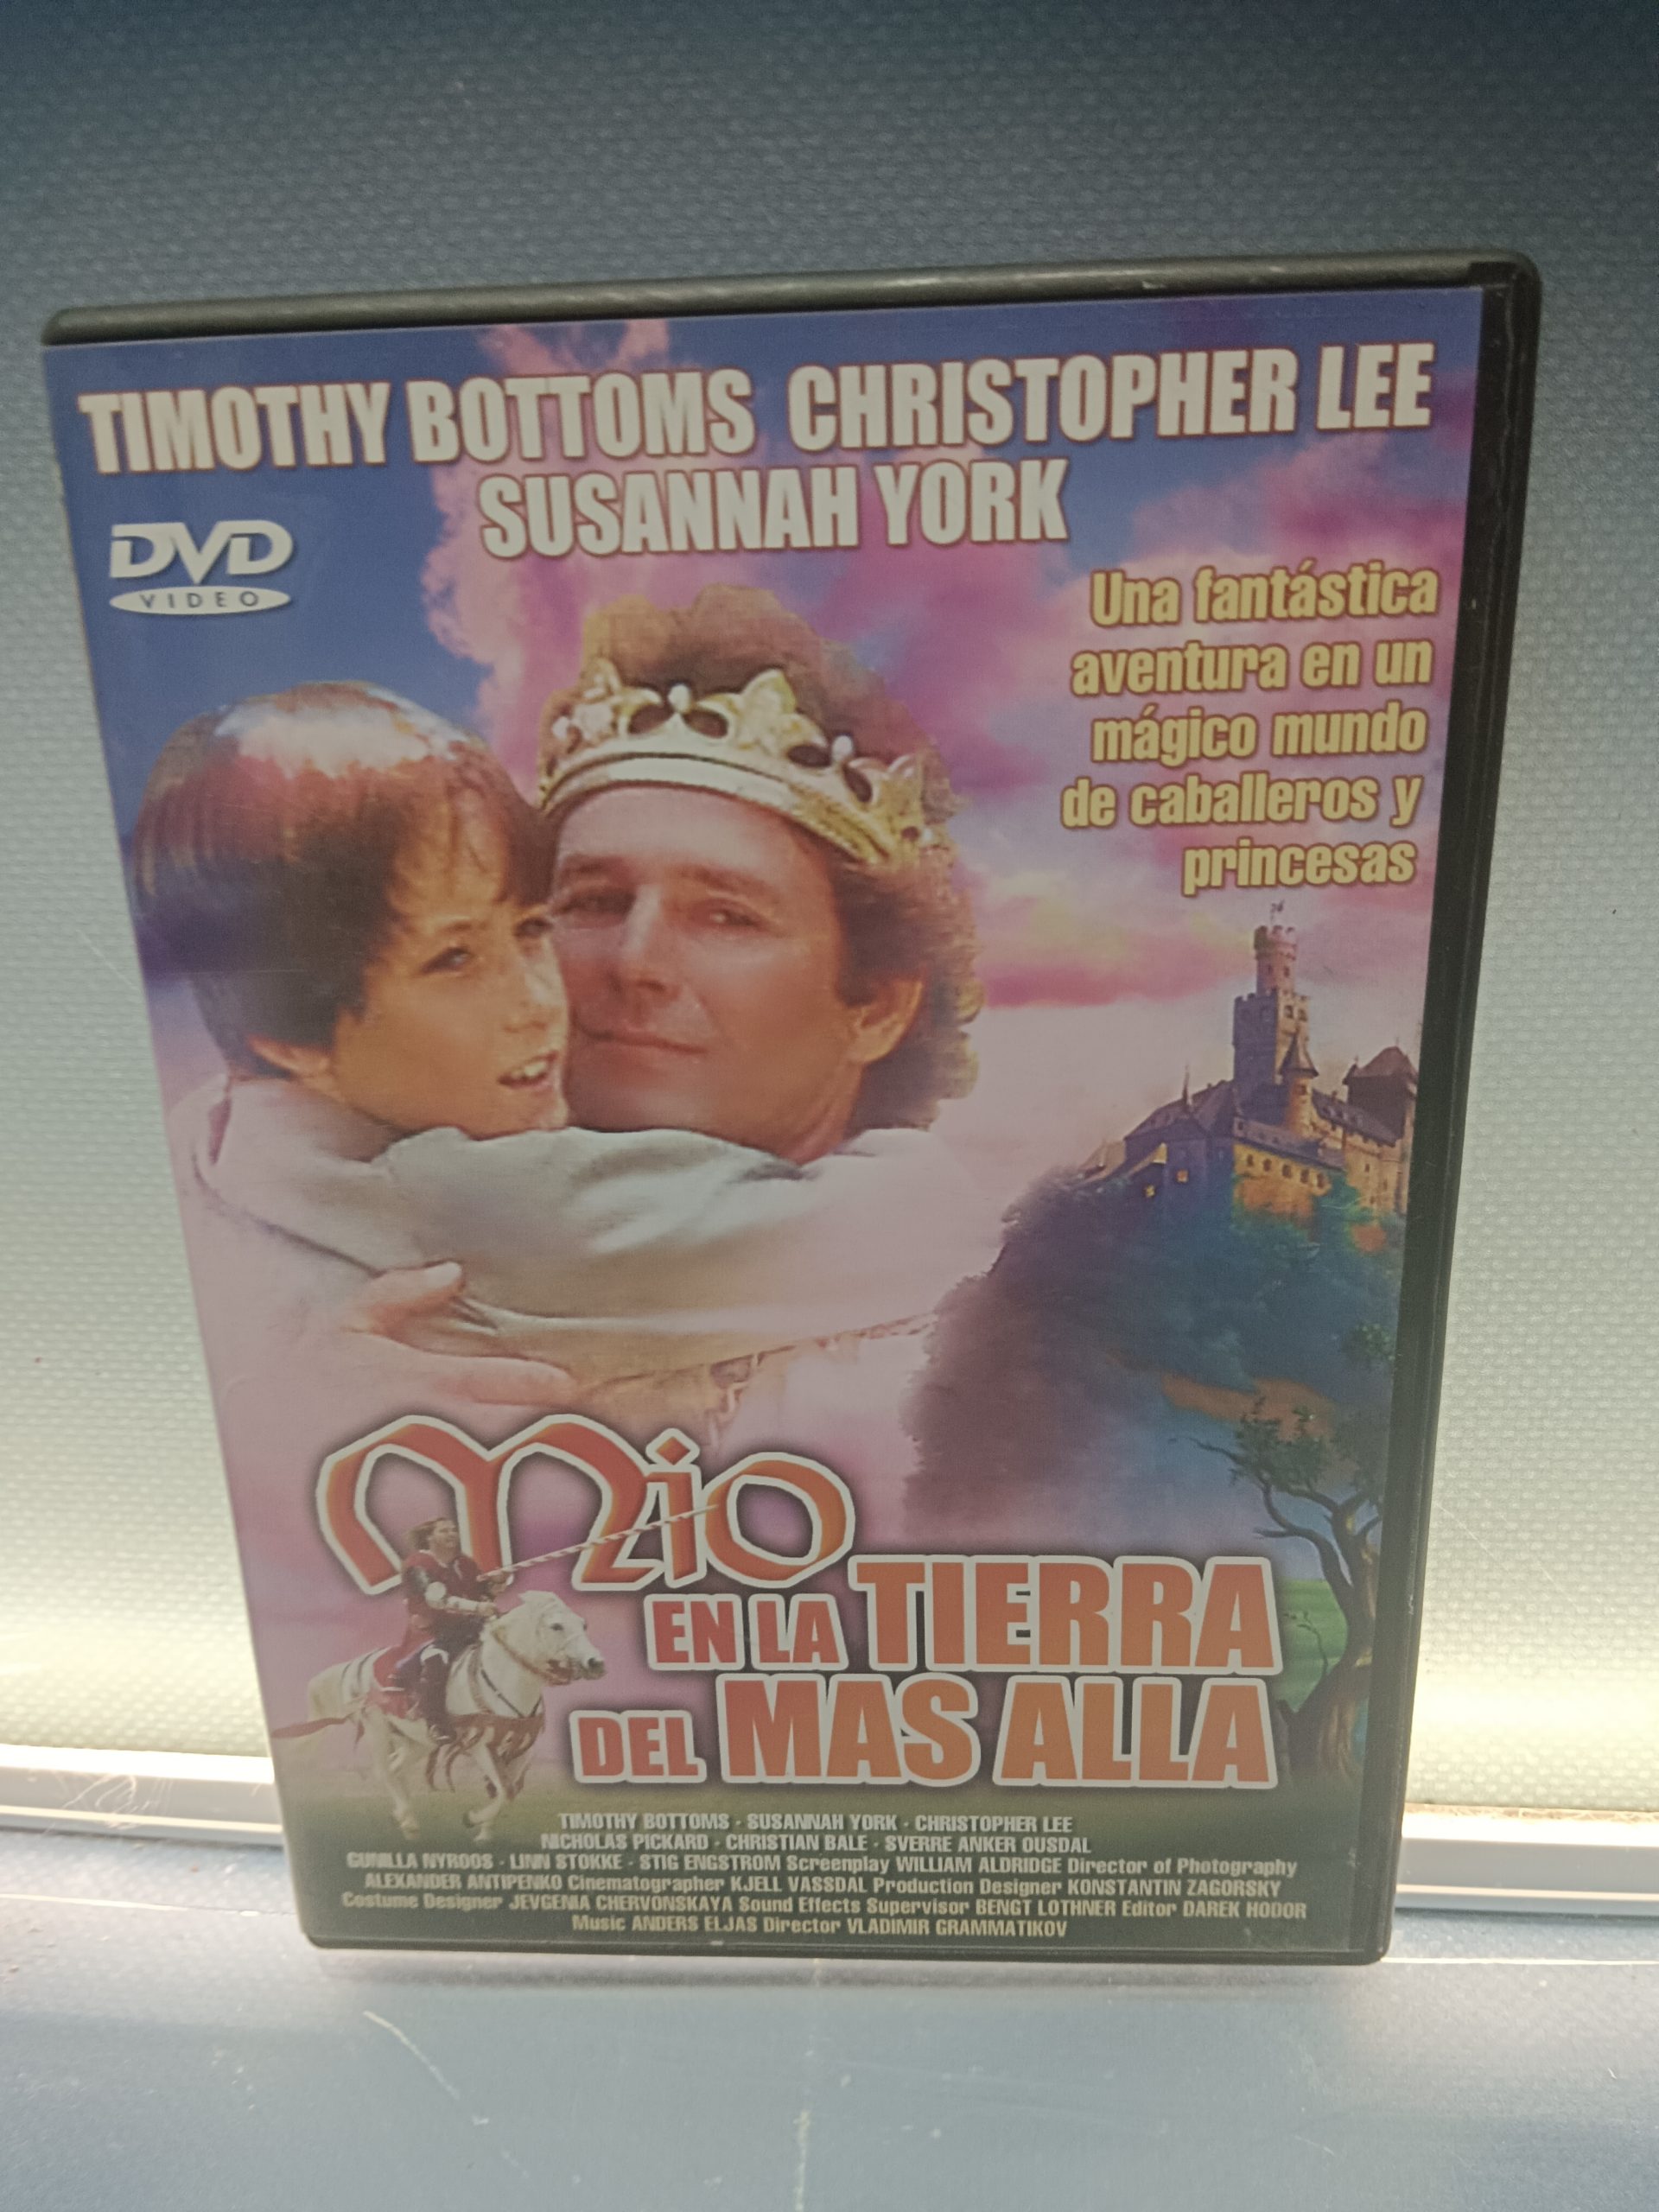 TIMOTHY BOTTOMS CHRISTOPHER LEE
SUSANNAH YORK
DVD
VIDEO
Una fantástica
aventura en un
mágico mundo
de caballeros y
princesas
Mio
EN LA TIERRA
DEL MAS ALLA
TIMOTHY BOTTOMS · SUSANNAH YORK · CHRISTOPHER LEE
NICHOLAS PICKARD · CHRISTIAN BALE · SVERRE ANKER OUSDAL
GUNILLA NYROOS · LINN STOKKE · STIG ENGSTROM Screenplay WILLIAM ALDRIDGE Director of Photography
ALEXANDER ANTIPENKO Cinematographer KJELL VASSDAL Production Designer KONSTANTIN ZAGORSKY
Costume Designer JEVGENIA CHERVONSKAYA Sound Effects Supervisor BENGT LOTHNER Editor DAREK HODOR
Music ANDERS ELJAS Director VLADIMIR GRAMMATIKOV